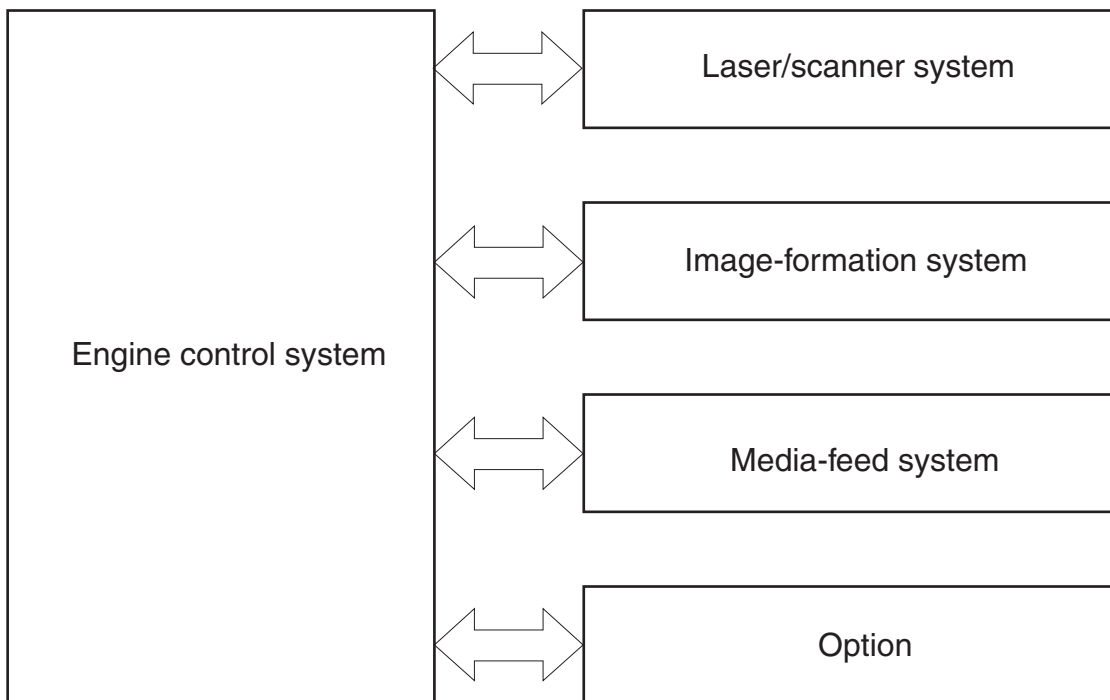 Laser/scanner system
Image-formation system
Engine control system
Media-feed system
Option